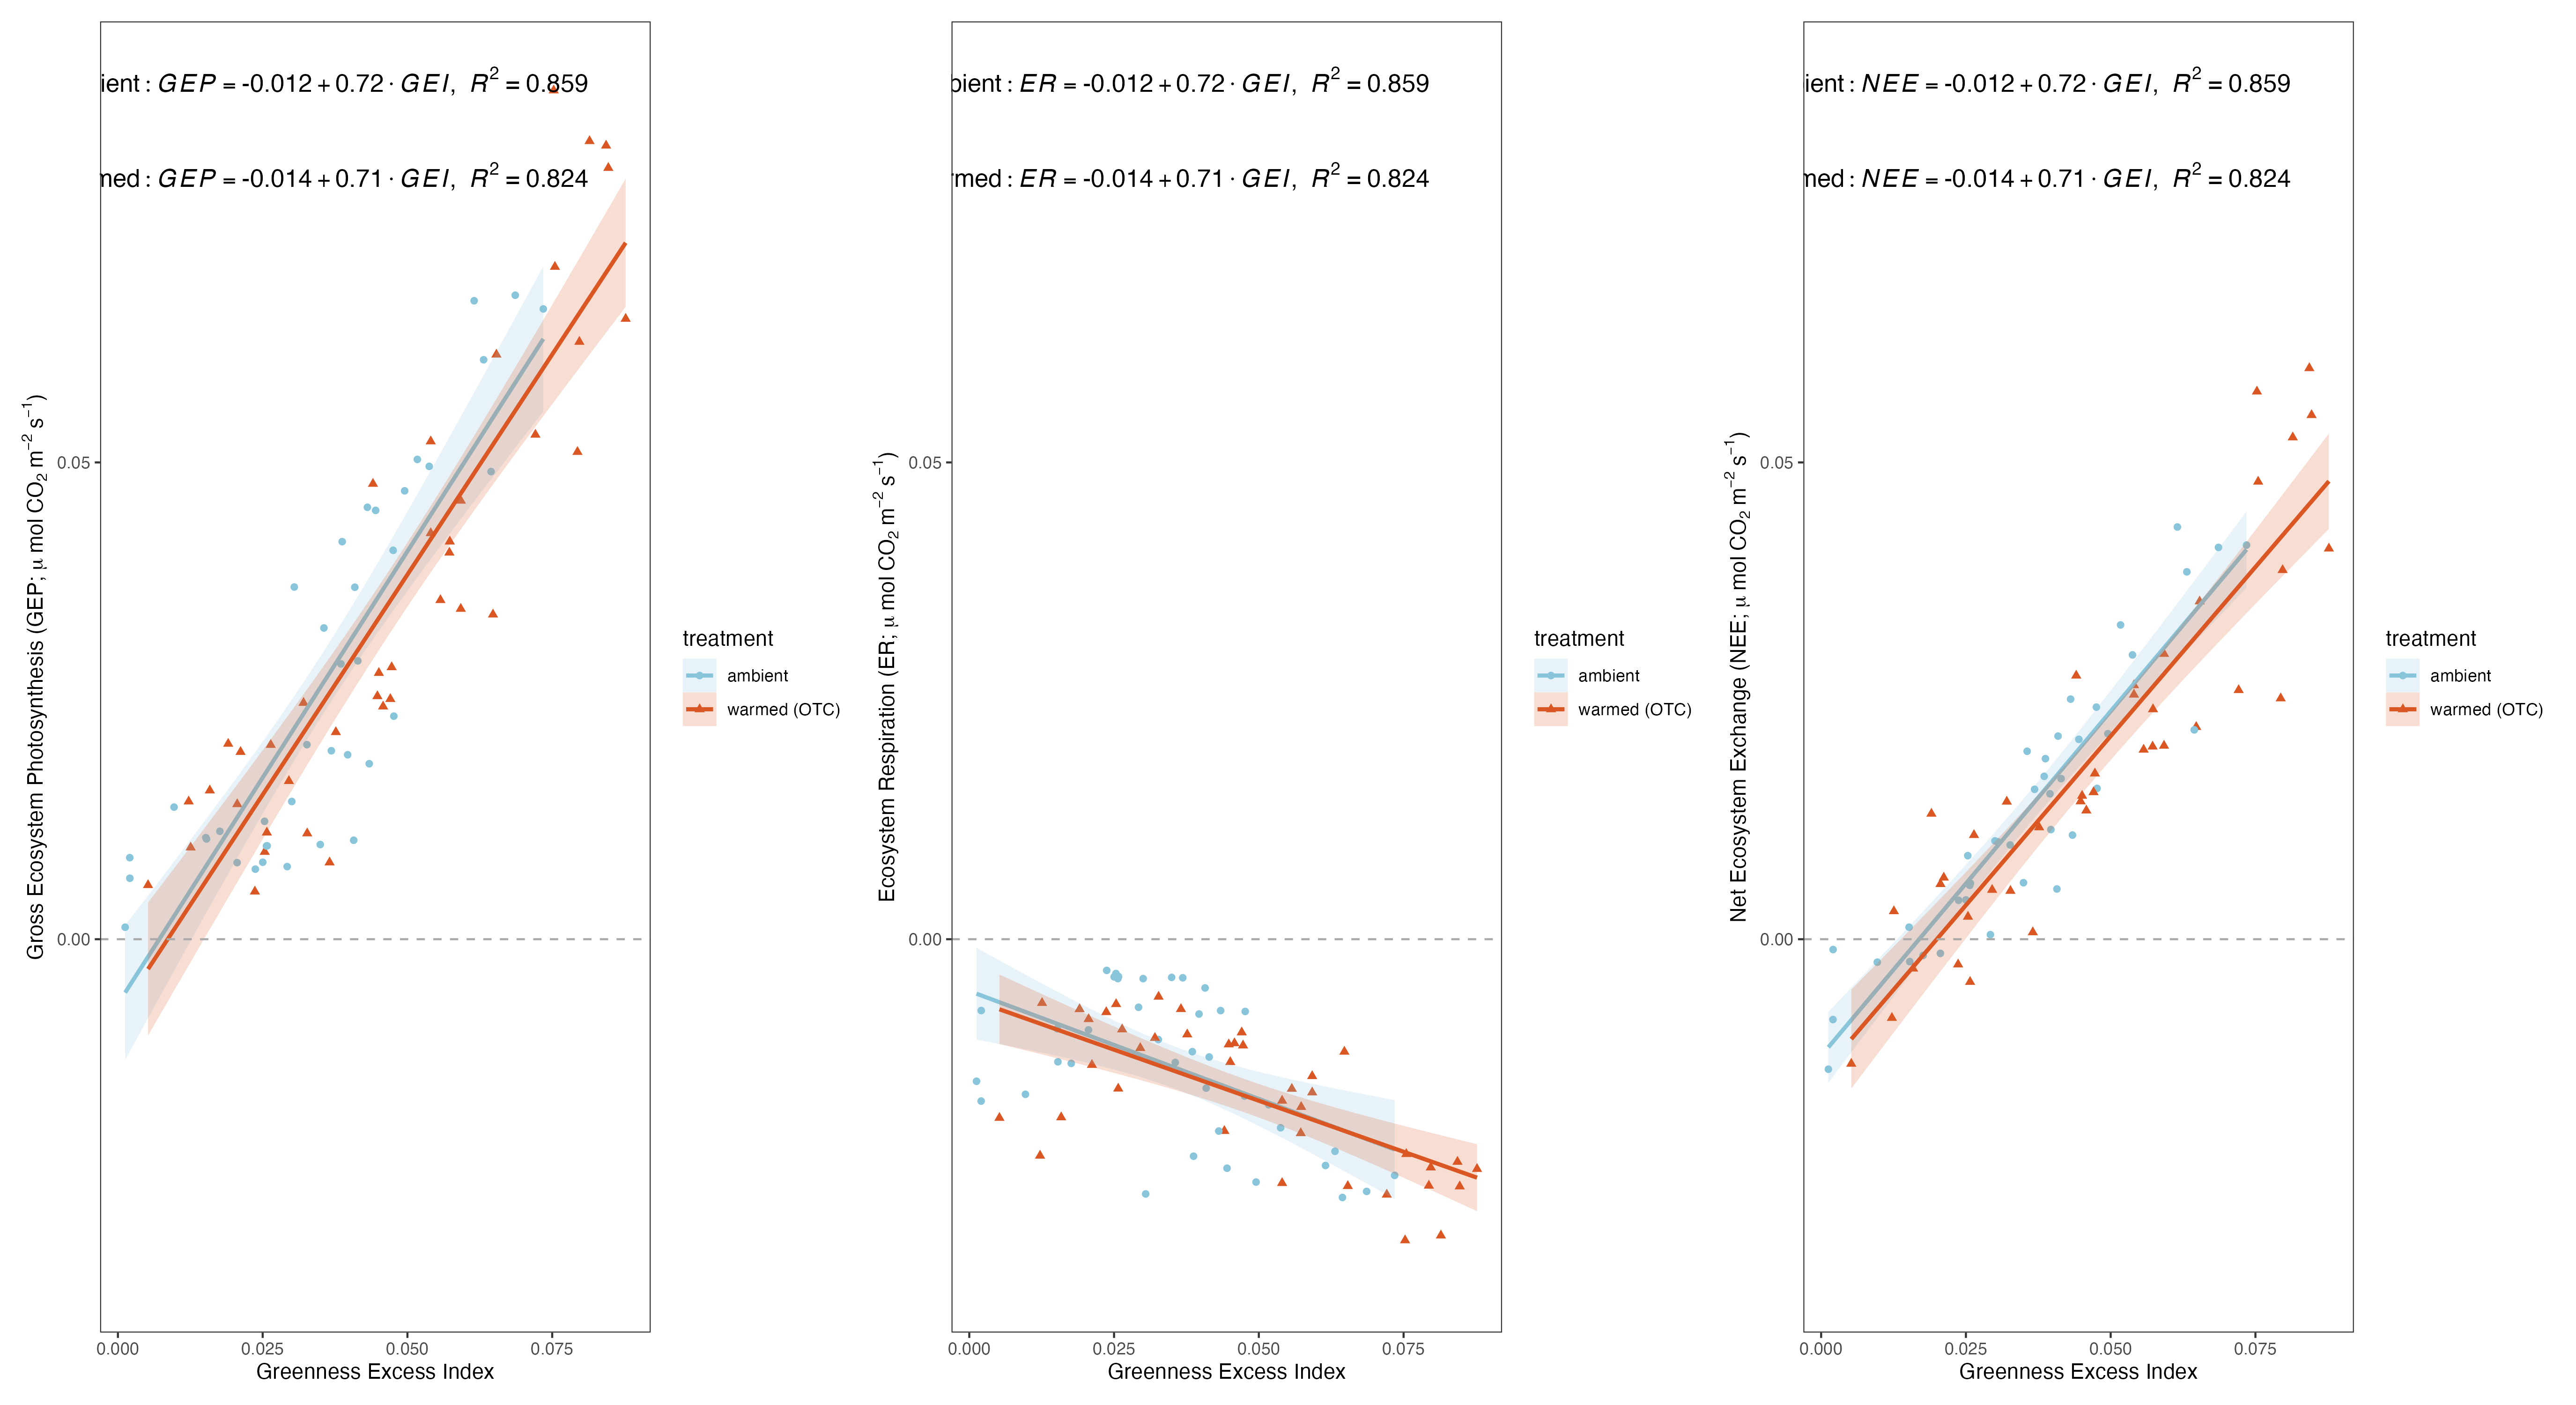 ient : GEP = -0.012 + 0.72 · GEI, R² = 0.859
med : GEP = -0.014 + 0.71 · GEI, R² = 0.824
Gross Ecosystem Photosynthesis (GEP; μ mol CO₂ m⁻² s⁻¹)
0.05
0.00
0.000 0.025 0.050 0.075
Greenness Excess Index
treatment
ambient
warmed (OTC)
bient : ER = -0.012 + 0.72 · GEI, R² = 0.859
rmed : ER = -0.014 + 0.71 · GEI, R² = 0.824
Ecosystem Respiration (ER; μ mol CO₂ m⁻² s⁻¹)
0.05
0.00
0.000 0.025 0.050 0.075
Greenness Excess Index
treatment
ambient
warmed (OTC)
ient : NEE = -0.012 + 0.72 · GEI, R² = 0.859
med : NEE = -0.014 + 0.71 · GEI, R² = 0.824
Net Ecosystem Exchange (NEE; μ mol CO₂ m⁻² s⁻¹)
0.05
0.00
0.000 0.025 0.050 0.075
Greenness Excess Index
treatment
ambient
warmed (OTC)